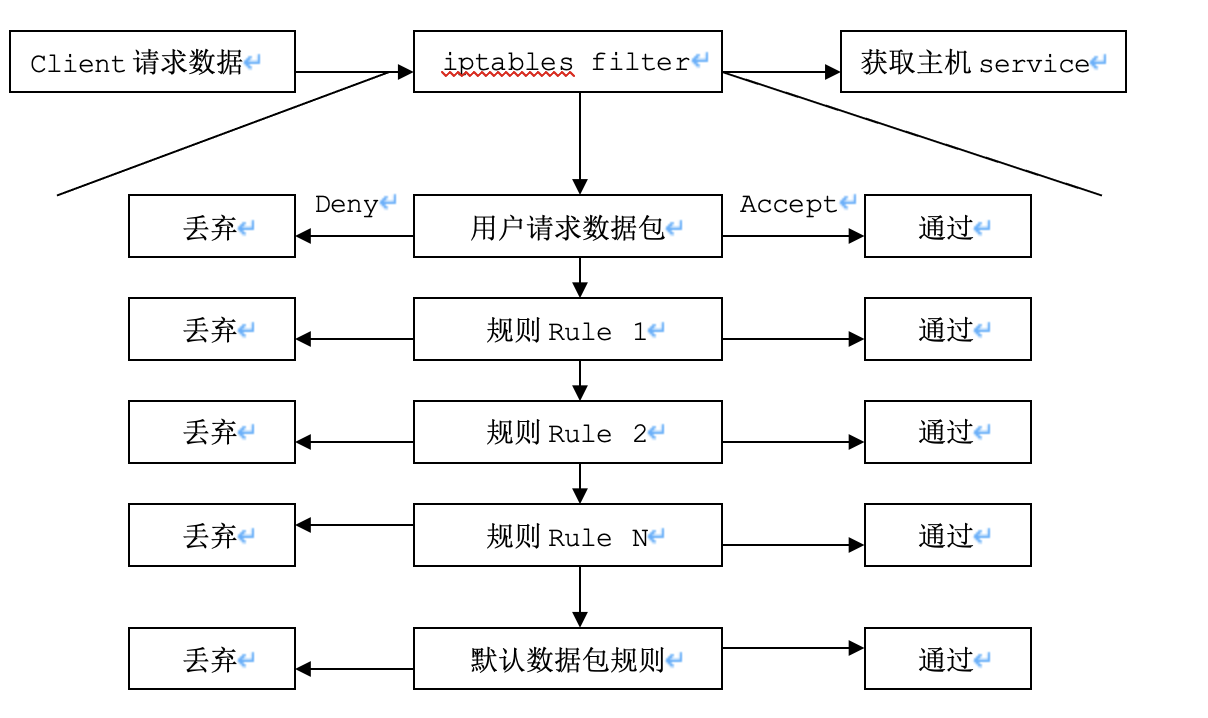 Client 请求数据
iptables filter
获取主机 service
Deny
Accept
丢弃
用户请求数据包
通过
丢弃
规则 Rule 1
通过
丢弃
规则 Rule 2
通过
丢弃
规则 Rule N
通过
丢弃
默认数据包规则
通过